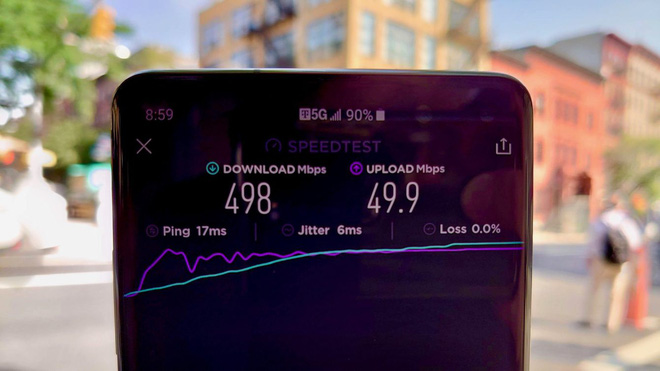 8:59 T 5G 90%
SPEEDTEST
DOWNLOAD Mbps UPLOAD Mbps
498 49.9
Ping 17ms Jitter 6ms Loss 0.0%